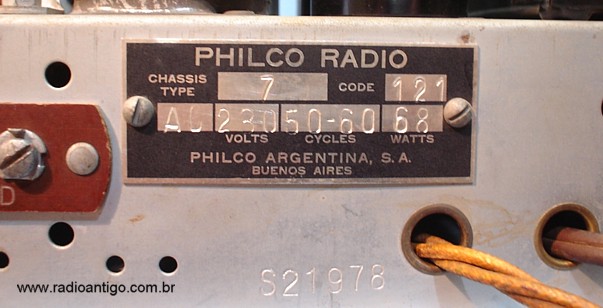 PHILCO RADIO
CHASSIS TYPE 7 CODE 121
AC 230 50-60 68
VOLTS CYCLES WATTS
PHILCO ARGENTINA, S.A.
BUENOS AIRES
D
S21978
www.radioantigo.com.br